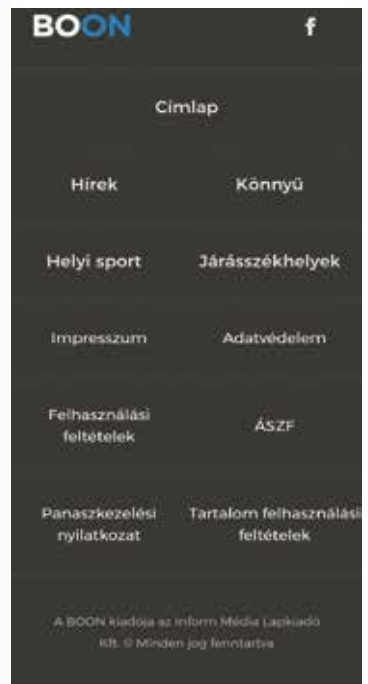 BOON f
Címlap
Hírek Könnyű
Helyi sport Járásszékhelyek
Impresszum Adatvédelem
Felhasználási
feltételek
ÁSZF
Panaszkezelési
nyilatkozat
Tartalom felhasználási
feltételek
A BOON kiadója az Inform Média Lapkiadó
Kft. © Minden jog fenntartva